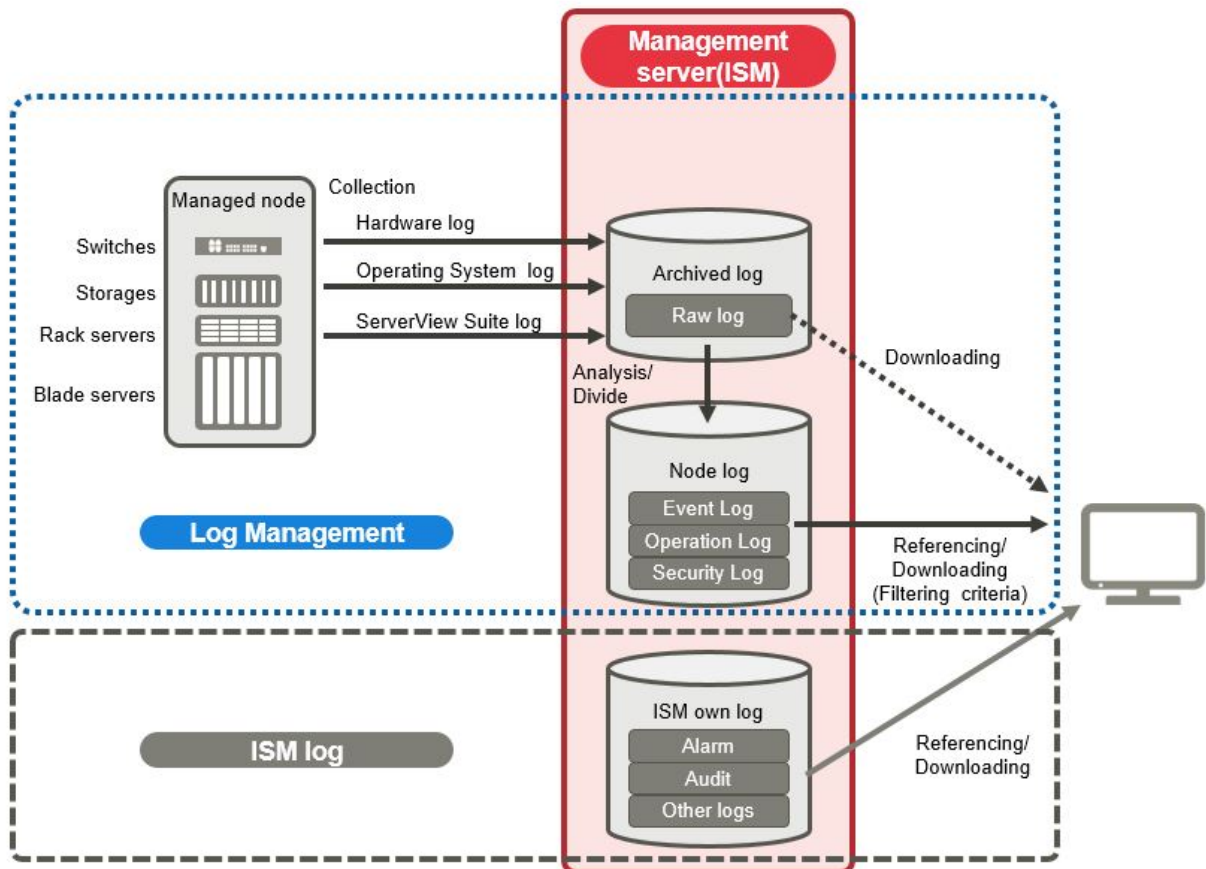 Management
server(ISM)
Managed node
Switches
Storages
Rack servers
Blade servers
Collection
Hardware log
Operating System log
ServerView Suite log
Archived log
Raw log
Downloading
Analysis/
Divide
Node log
Event Log
Operation Log
Security Log
Referencing/
Downloading
(Filtering criteria)
Log Management
ISM log
ISM own log
Alarm
Audit
Other logs
Referencing/
Downloading